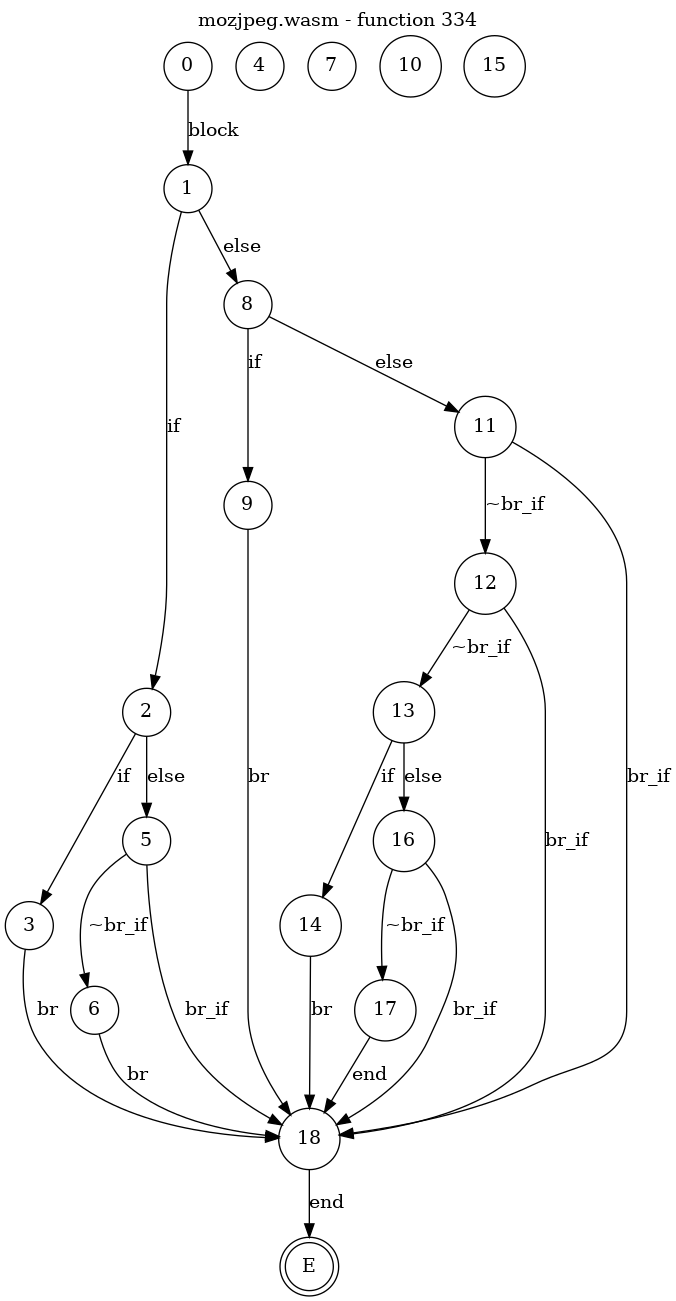 mozjpeg.wasm - function 334
0 4 7 10 15
block
1
else
8
if else
if 11
9 ~br_if
12
~br_if
2 13
if else br if else br_if
5 16 br_if
3 ~br_if 14 ~br_if
6 br_if br 17 br_if
br
br end
18
end
E